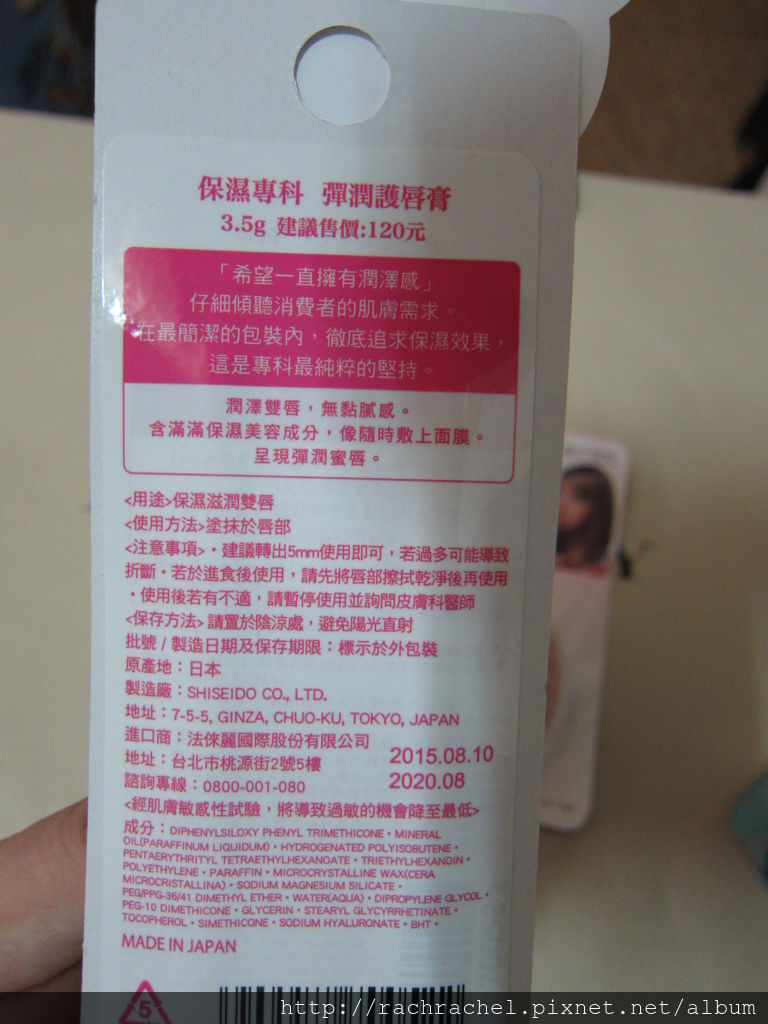 保濕專科 彈潤護唇膏
3.5g 建議售價:120元
「希望一直擁有潤澤感」
仔細傾聽消費者的肌膚需求。
在最簡潔的包裝內，徹底追求保濕效果，
這是專科最純粹的堅持。
潤澤雙唇，無黏膩感。
含滿滿保濕美容成分，像隨時敷上面膜。
呈現彈潤蜜唇。
<用途>保濕滋潤雙唇
<使用方法>塗抹於唇部
<注意事項>・建議轉出5mm使用即可，若過多可能導致
折斷・若於進食後使用，請先將唇部擦拭乾淨後再使用
・使用後若有不適，請暫停使用並詢問皮膚科醫師
<保存方法>請置於陰涼處，避免陽光直射
批號/製造日期及保存期限：標示於外包裝
原產地：日本
製造廠：SHISEIDO CO., LTD.
地址：7-5-5, GINZA, CHUO-KU, TOKYO, JAPAN
進口商：法倈麗國際股份有限公司
地址：台北市桃源街2號5樓
2015.08.10
諮詢專線：0800-001-080
2020.08
<經肌膚敏感性試驗，將導致過敏的機會降至最低>
成分：DIPHENYLSILOXY PHENYL TRIMETHICONE・MINERAL
OIL(PARAFFINUM LIQUIDUM)・HYDROGENATED POLYISOBUTENE・
PENTAERYTHRITYL TETRAETHYLHEXANOATE・TRIETHYLHEXANOIN・
POLYETHYLENE・PARAFFIN・MICROCRYSTALLINE WAX(CERA
MICROCRISTALLINA)・SODIUM MAGNESIUM SILICATE・
PEG/PPG-36/41 DIMETHYL ETHER・WATER(AQUA)・DIPROPYLENE GLYCOL・
PEG-10 DIMETHICONE・GLYCERIN・STEARYL GLYCYRRHETINATE・
TOCOPHEROL・SIMETHICONE・SODIUM HYALURONATE・BHT・
MADE IN JAPAN
5
http://rachrachel.pixnet.net/album